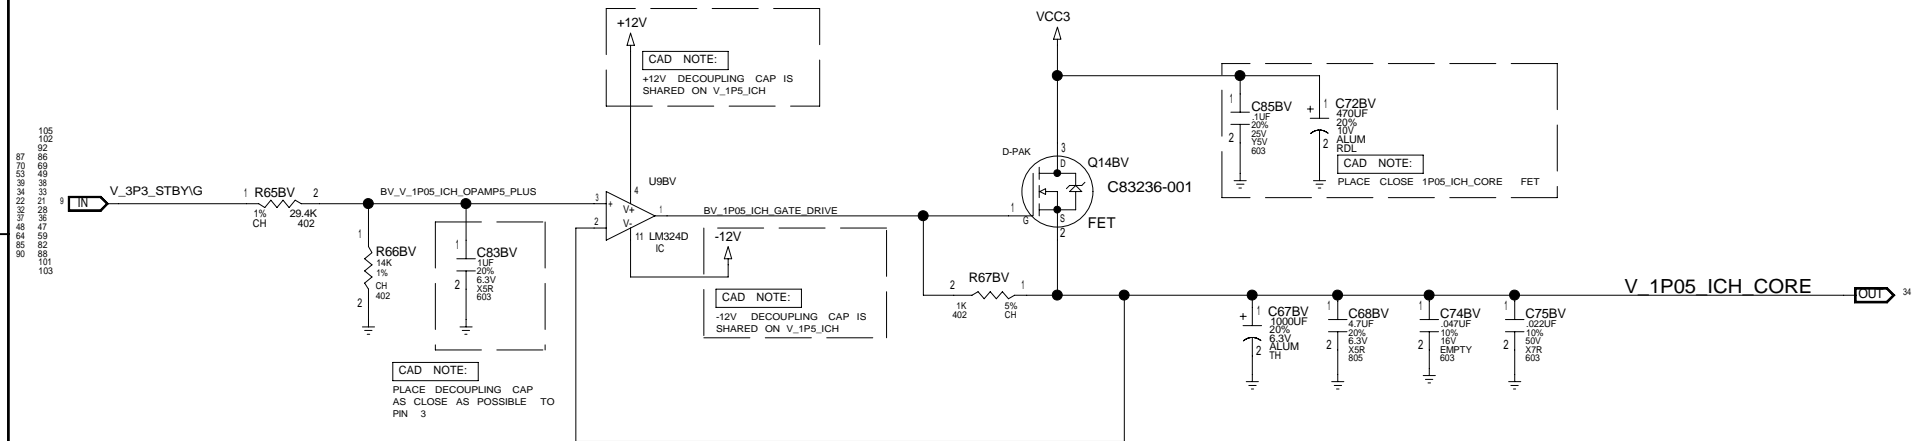 +12V
CAD NOTE:
+12V DECOUPLING CAP IS
SHARED ON V_1P5_ICH
VCC3
C85BV
.1UF
20%
25V
Y5V
603
C72BV
470UF
20%
10V
ALUM
RDL
CAD NOTE:
PLACE CLOSE 1P05_ICH_CORE FET
D-PAK
Q14BV
C83236-001
FET
3
D
G
S
1
2
105
102
87 92
70 86
53 69
39 49
34 38
22 33
32 21
37 28
48 36
64 47
85 59
90 82
88
101
103
9
IN
V_3P3_STBY\G
1 R65BV 2
1%
CH
29.4K
402
BV_V_1P05_ICH_OPAMP5_PLUS
R66BV
14K
1%
CH
402
1
2
C83BV
1UF
20%
6.3V
X5R
603
1
2
CAD NOTE:
PLACE DECOUPLING CAP
AS CLOSE AS POSSIBLE TO
PIN 3
U9BV
3
+
4
V+
2
-
V-
1
11
LM324D
IC
BV_1P05_ICH_GATE_DRIVE
-12V
CAD NOTE:
-12V DECOUPLING CAP IS
SHARED ON V_1P5_ICH
2 R67BV 1
1K
402
5%
CH
V_1P05_ICH_CORE
OUT
34
+ 1
C67BV
1000UF
20%
6.3V
2 ALUM
TH
1 C68BV
4.7UF
20%
6.3V
2 X5R
805
1 C74BV
.047UF
10%
16V
2 EMPTY
603
1 C75BV
.022UF
10%
50V
2 X7R
603